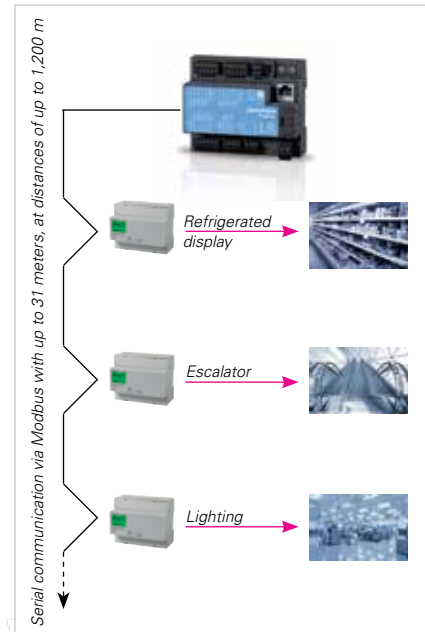 Serial communication via Modbus with up to 31 meters, at distances of up to 1,200 m
Refrigerated
display
Escalator
Lighting